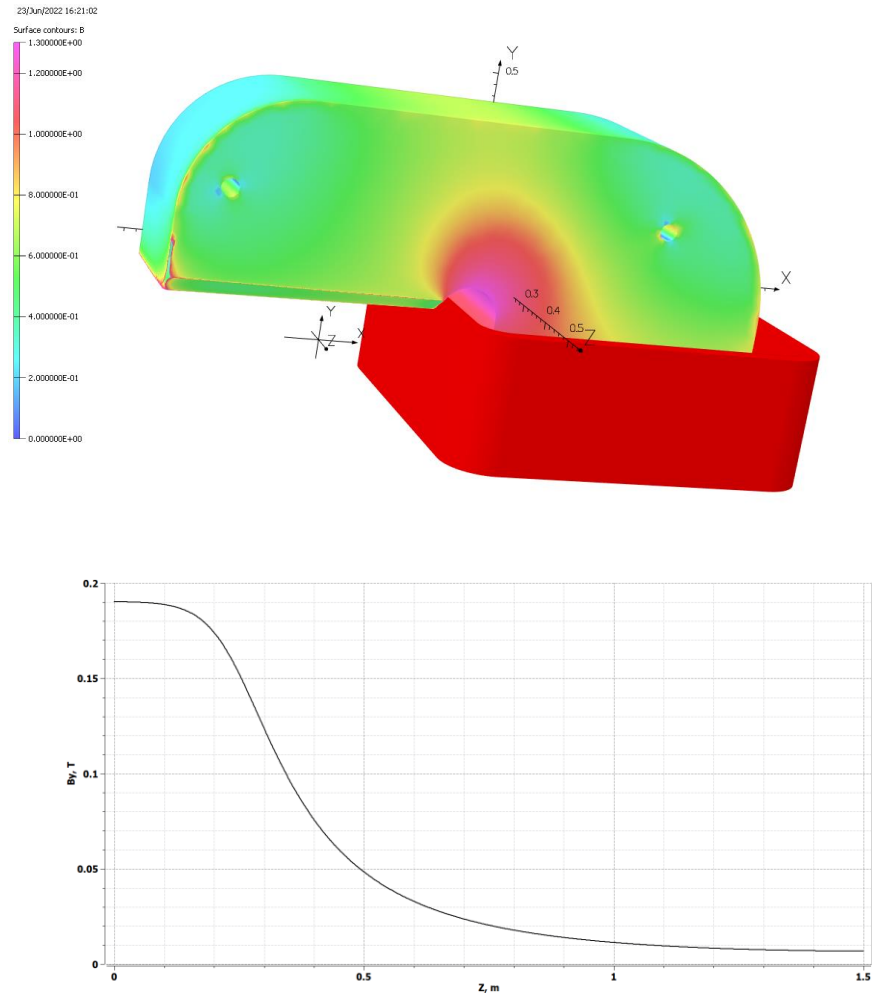 23/Jun/2022 16:21:02
Surface contours: B
1.300000E+00
1.200000E+00
1.000000E+00
8.000000E-01
6.000000E-01
4.000000E-01
2.000000E-01
0.000000E+00
Y
0.5
X
0.3
0.4
0.5
Z
Y
X
Z
0.2
0.15
0.1
0.05
0
By, T
0
0.5
1
1.5
Z, m